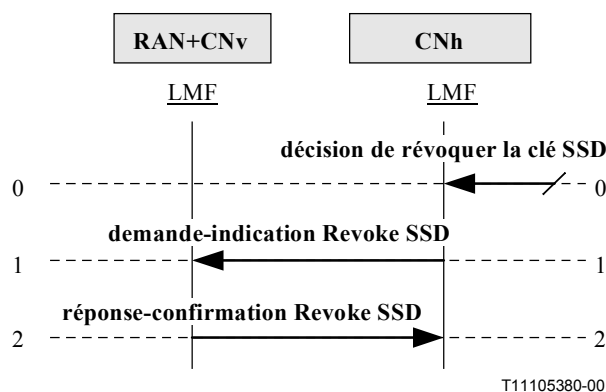 RAN+CNv CNh
LMF LMF
décision de révoquer la clé SSD
0 0
demande-indication Revoke SSD
1 1
réponse-confirmation Revoke SSD
2 2
T11105380-00